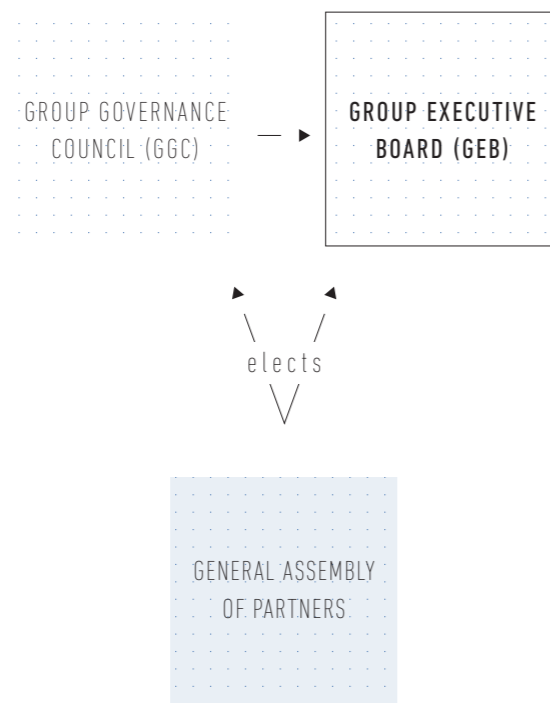 GROUP GOVERNANCE
COUNCIL (GGC)
GROUP EXECUTIVE
BOARD (GEB)
elects
GENERAL ASSEMBLY
OF PARTNERS